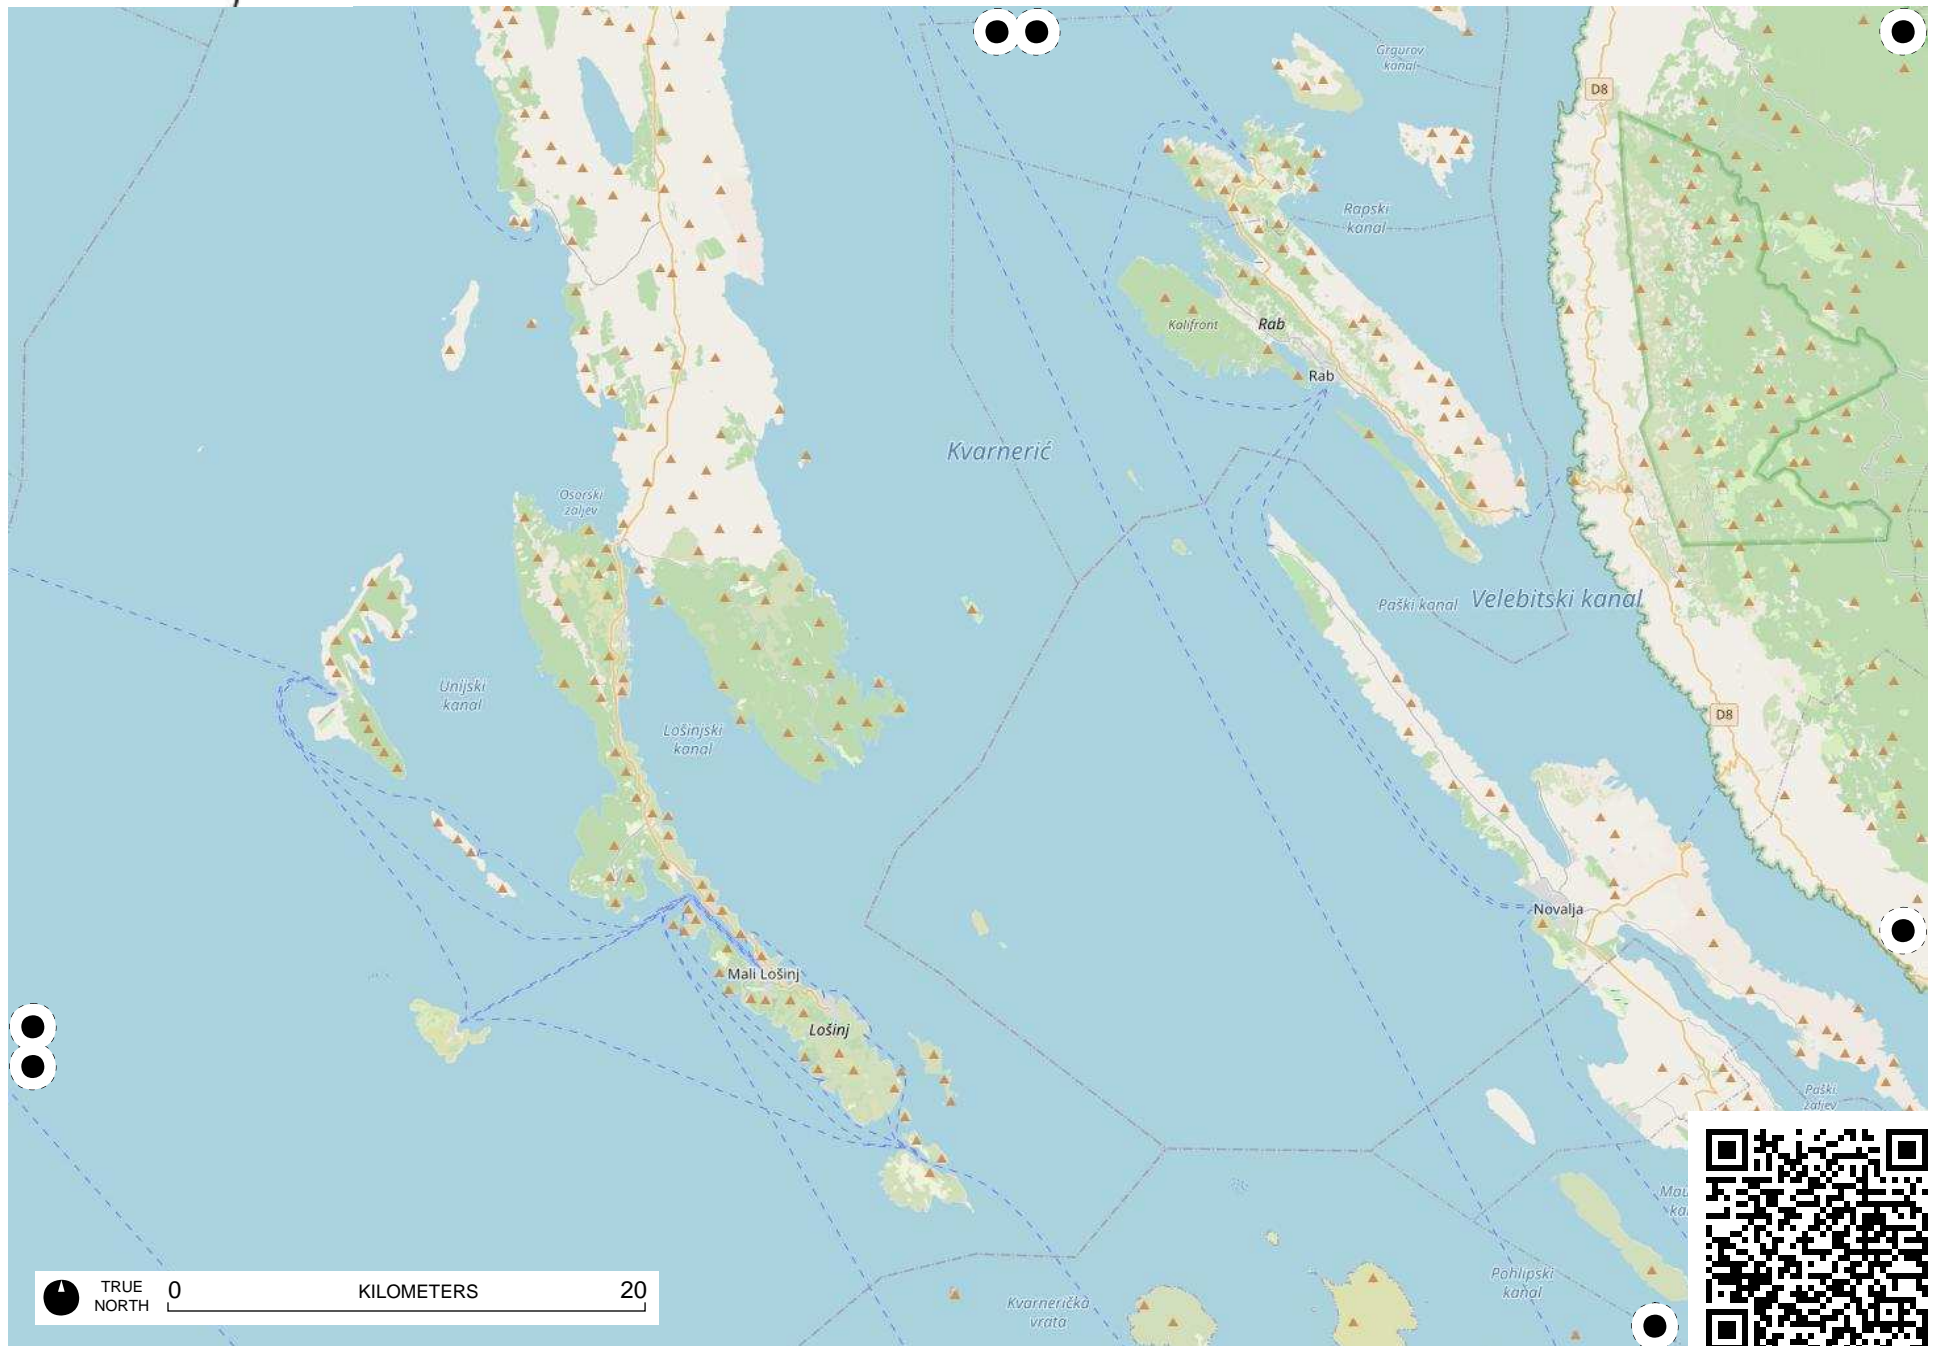 Grgurov
kanal
D8
Rapski
kanal
Kalifront
Rab
Rab
Kvarnerić
Osorski
zaljev
Paški kanal
Velebitski kanal
Unijski
kanal
Lošinjski
kanal
D8
Novalja
Mali Lošinj
Lošinj
Paški
zaljev
Pohlipski
kanal
Kvarnerička
vrata
TRUE
NORTH
0
KILOMETERS
20